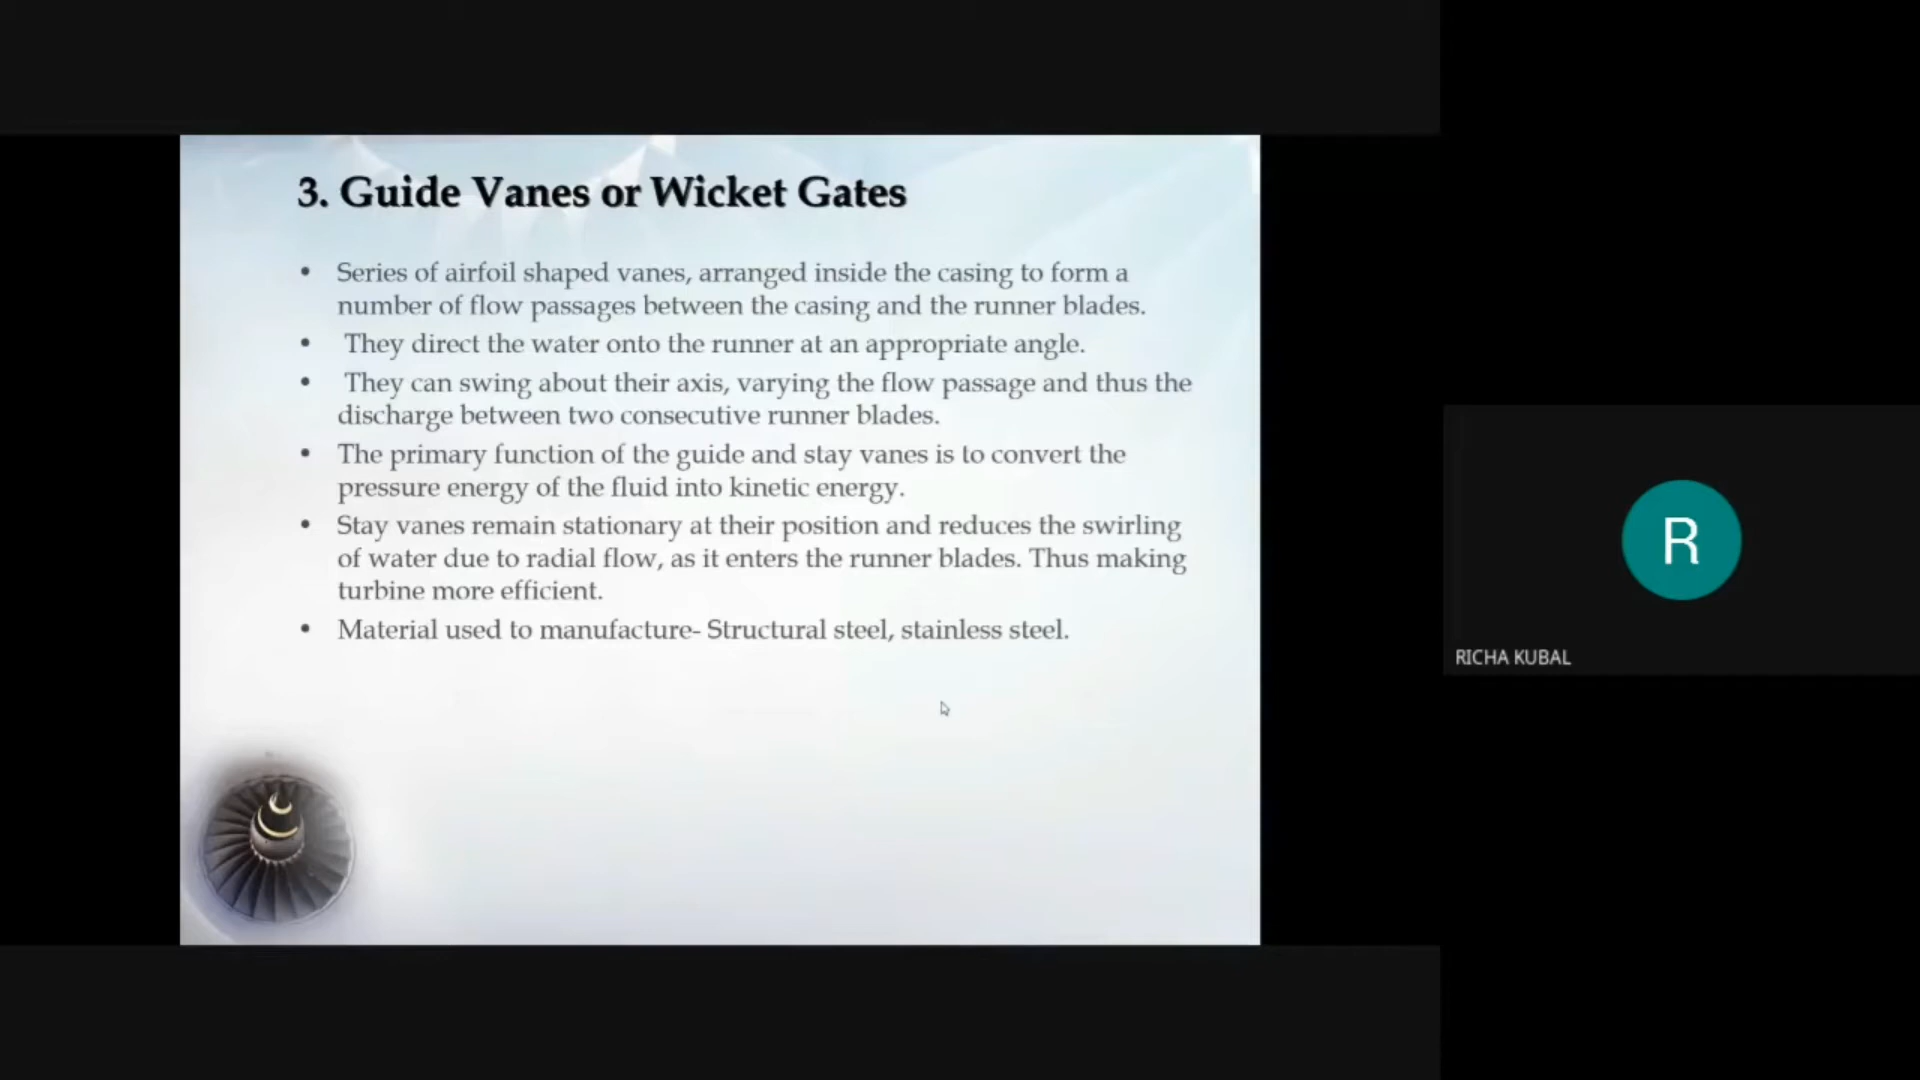 3. Guide Vanes or Wicket Gates
• Series of airfoil shaped vanes, arranged inside the casing to form a
number of flow passages between the casing and the runner blades.
• They direct the water onto the runner at an appropriate angle.
• They can swing about their axis, varying the flow passage and thus the
discharge between two consecutive runner blades.
• The primary function of the guide and stay vanes is to convert the
pressure energy of the fluid into kinetic energy.
• Stay vanes remain stationary at their position and reduces the swirling
of water due to radial flow, as it enters the runner blades. Thus making
turbine more efficient.
• Material used to manufacture- Structural steel, stainless steel.
R
RICHA KUBAL